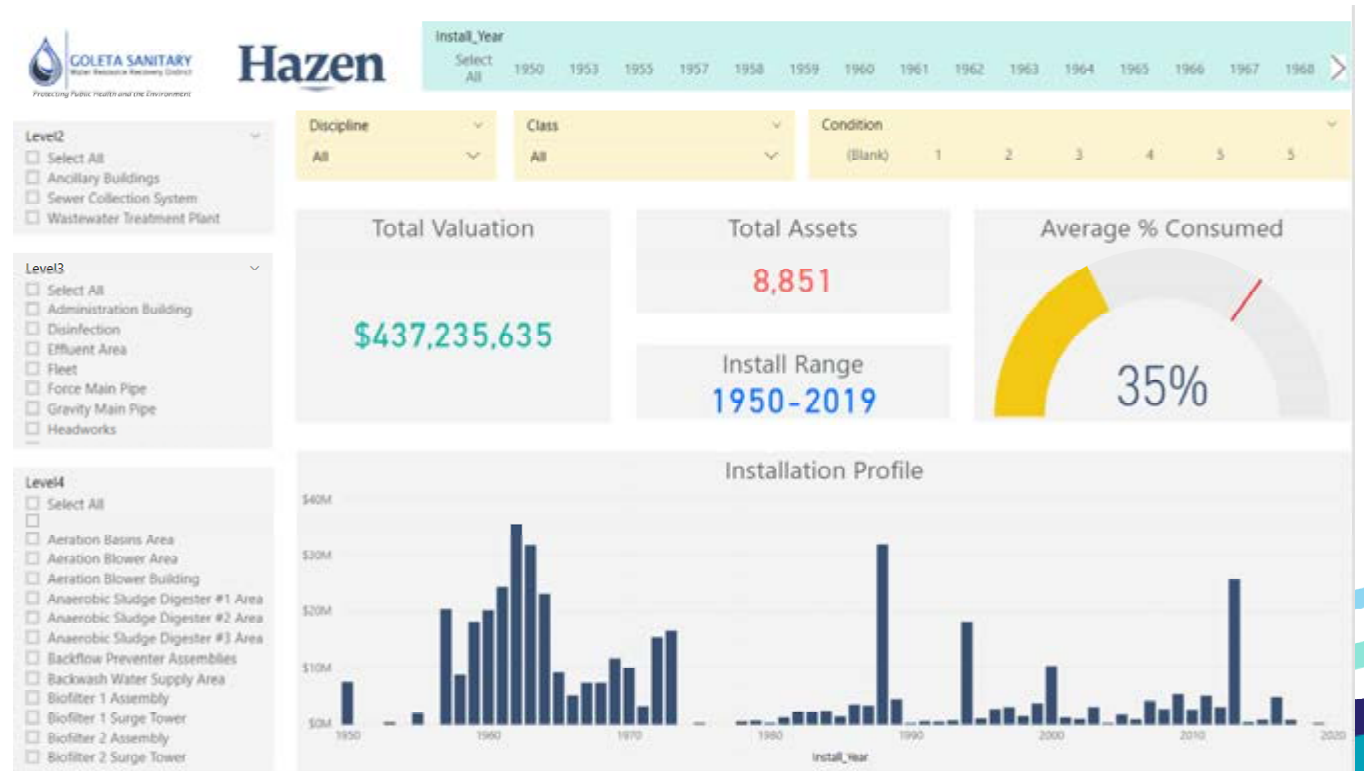 GOLETA SANITARY
Water Resource Recovery District
Protecting Public Health and the Environment
Hazen
Install_Year
Select All 1950 1953 1955 1957 1958 1959 1960 1961 1962 1963 1964 1965 1966 1967 1968
Level2
Select All
Ancillary Buildings
Sewer Collection System
Wastewater Treatment Plant
Discipline
All
Class
All
Condition
(Blank) 1 2 3 4 5 5
Level3
Select All
Administration Building
Disinfection
Effluent Area
Fleet
Force Main Pipe
Gravity Main Pipe
Headworks
Total Valuation
$437,235,635
Total Assets
8,851
Install Range
1950-2019
Average % Consumed
35%
Level4
Select All
Aeration Basins Area
Aeration Blower Area
Aeration Blower Building
Anaerobic Sludge Digester #1 Area
Anaerobic Sludge Digester #2 Area
Anaerobic Sludge Digester #3 Area
Backflow Preventer Assemblies
Backwash Water Supply Area
Biofilter 1 Assembly
Biofilter 1 Surge Tower
Biofilter 2 Assembly
Biofilter 2 Surge Tower
Installation Profile
$40M
$30M
$20M
$10M
$0M
1950 1960 1970 1980 1990 2000 2010 2020
Install_Year